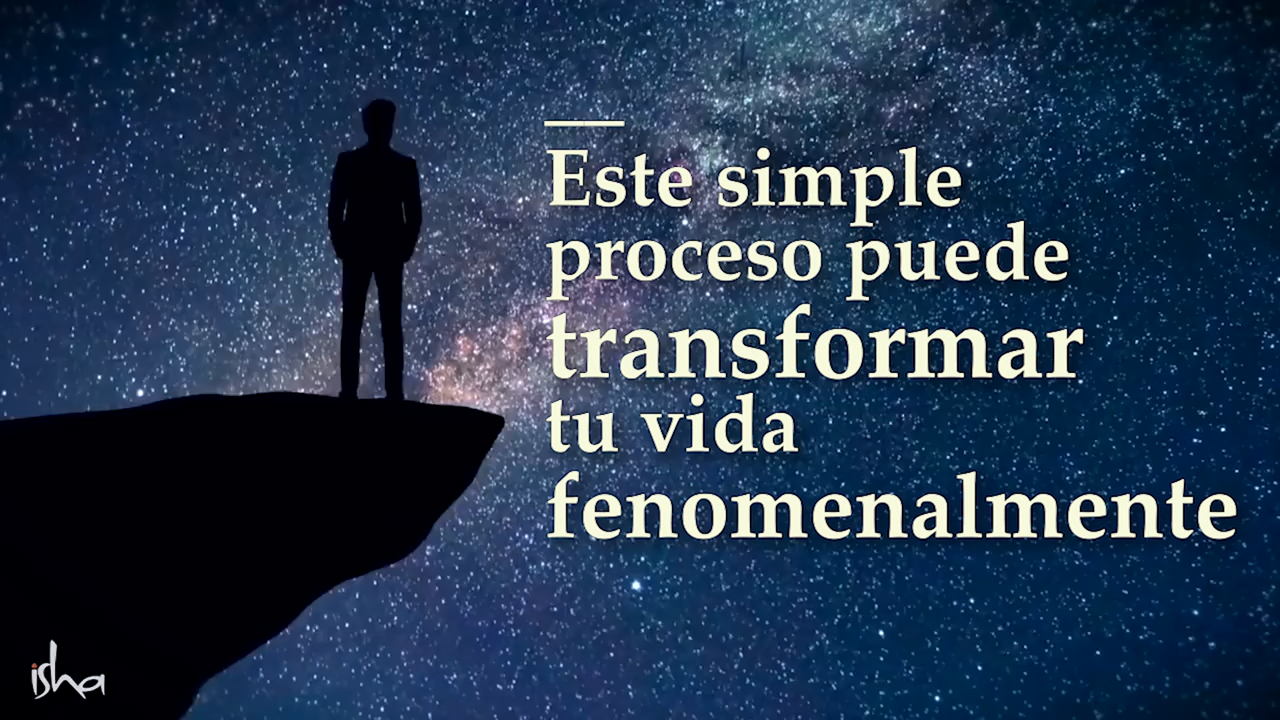 Este simple
proceso puede
transformar
tu vida
fenomenalmente
isha